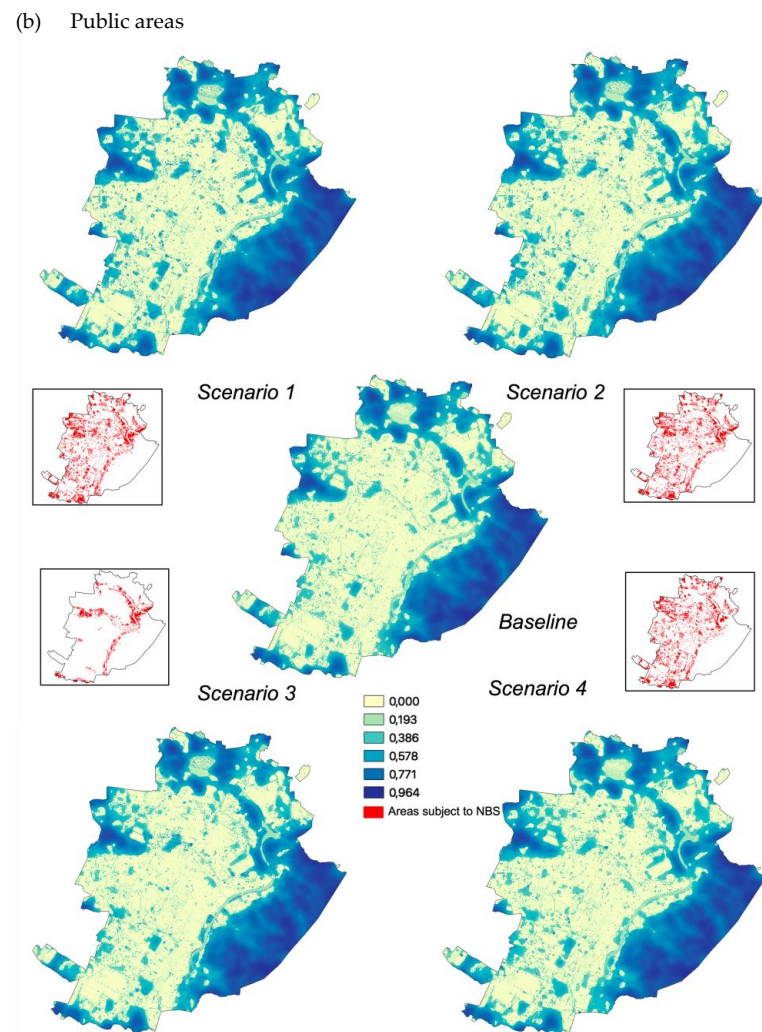 (b) Public areas
Scenario 1
Scenario 2
Baseline
Scenario 3
Scenario 4
0,000
0,193
0,386
0,578
0,771
0,964
Areas subject to NBS